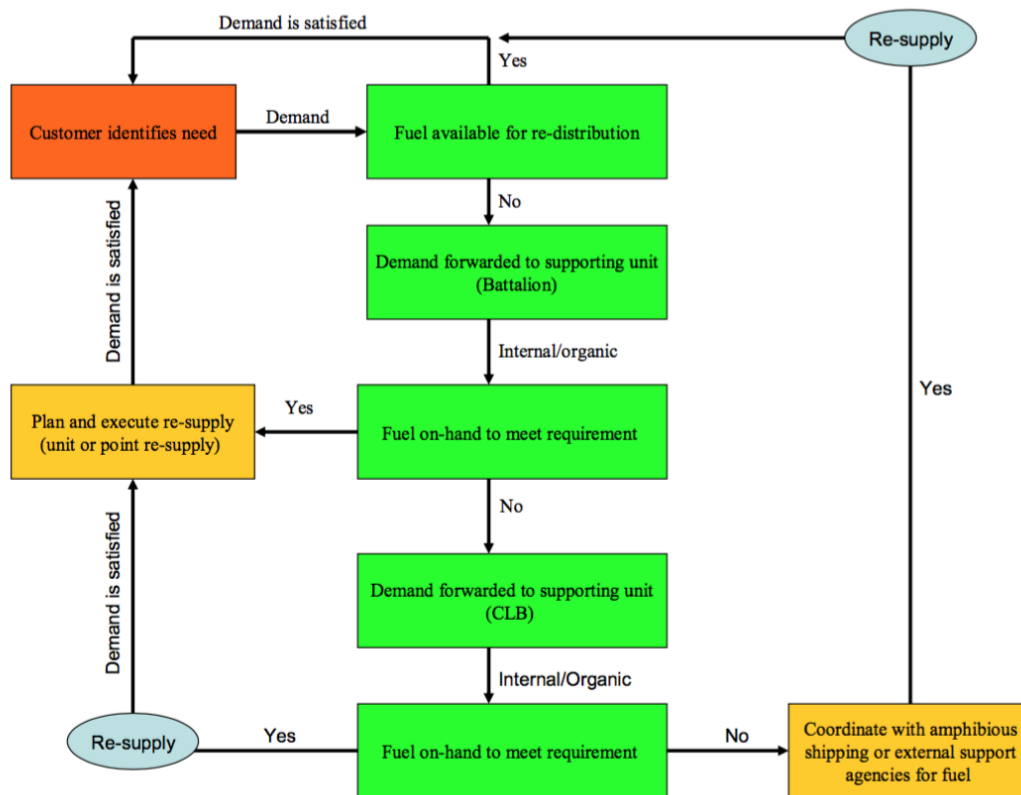 Demand is satisfied
Re-supply
Yes
Customer identifies need
Demand
Fuel available for re-distribution
No
Demand is satisfied
Demand forwarded to supporting unit
(Battalion)
Internal/organic
Yes
Plan and execute re-supply
(unit or point re-supply)
Yes
Fuel on-hand to meet requirement
No
Demand is satisfied
Demand forwarded to supporting unit
(CLB)
Internal/Organic
Re-supply
Yes
Fuel on-hand to meet requirement
No
Coordinate with amphibious
shipping or external support
agencies for fuel